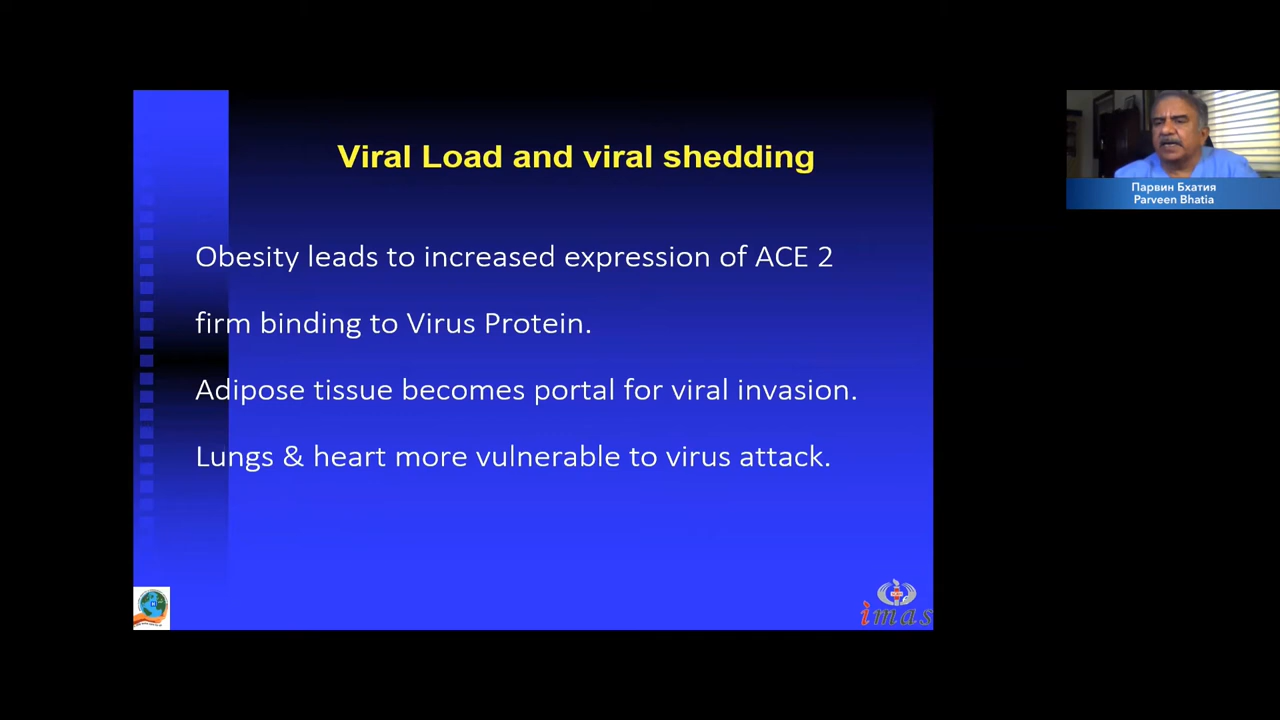 Viral Load and viral shedding
Obesity leads to increased expression of ACE 2
firm binding to Virus Protein.
Adipose tissue becomes portal for viral invasion.
Lungs & heart more vulnerable to virus attack.
imas
Парвин Бхатия
Parveen Bhatia